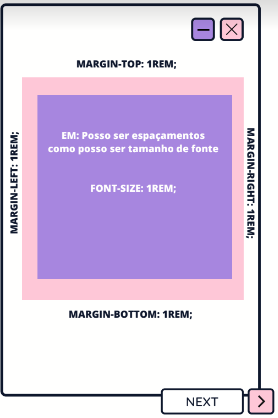 MARGIN-TOP: 1REM;
MARGIN-LEFT: 1REM;
EM: Posso ser espaçamentos
como posso ser tamanho de fonte
FONT-SIZE: 1REM;
MARGIN-RIGHT: 1REM;
MARGIN-BOTTOM: 1REM;
NEXT